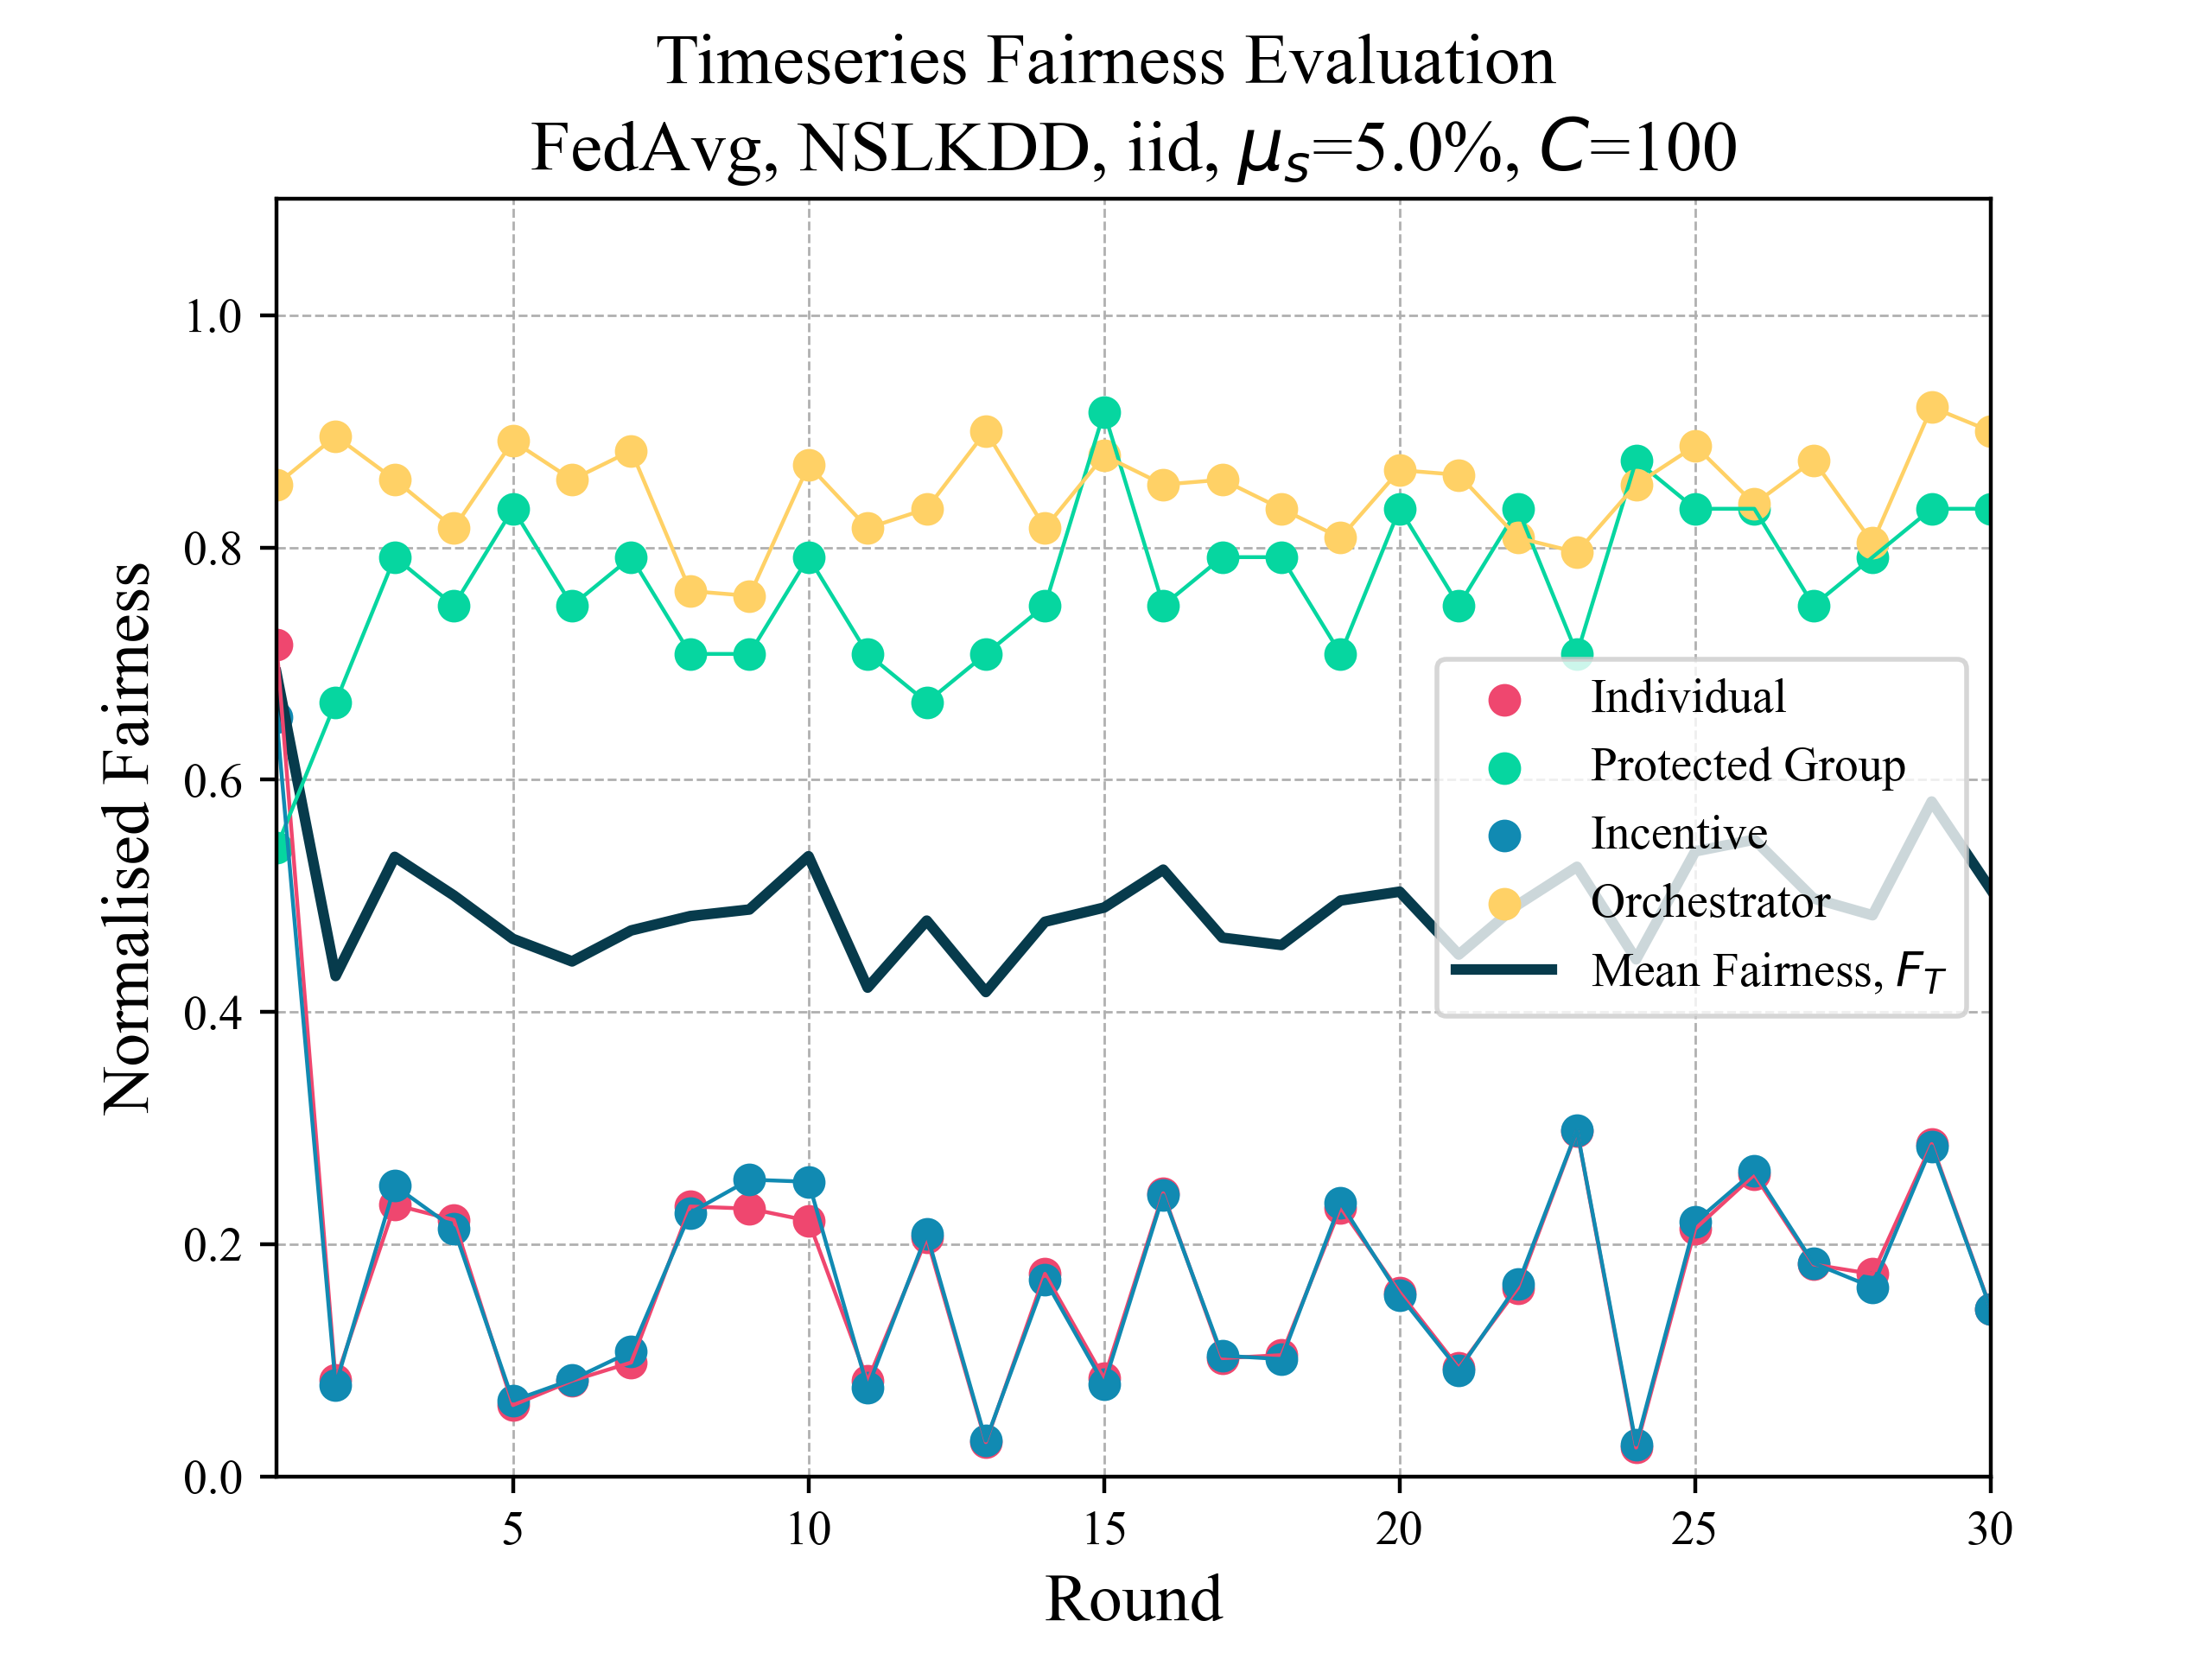 Timeseries Fairness Evaluation
FedAvg, NSLKDD, iid, μs=5.0%, C=100
Normalised Fairness
1.0
0.8
0.6
0.4
0.2
0.0
Individual
Protected Group
Incentive
Orchestrator
Mean Fairness, FT
5 10 15 20 25 30
Round